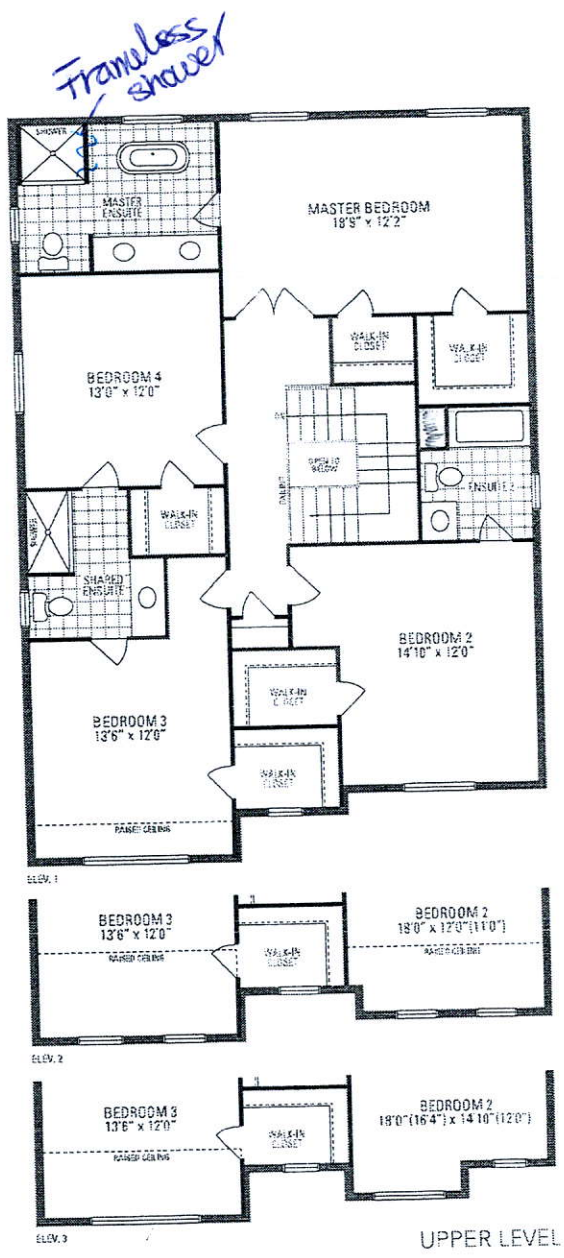 Frameless
shower
SHOWER
MASTER
ENSUITE
MASTER BEDROOM
18'9" x 12'2"
WALK-IN
CLOSET
WALK-IN
CLOSET
BEDROOM 4
13'0" x 12'0"
OPEN TO
BELOW
ENSUITE 2
WALK-IN
CLOSET
SHOWER
SHARED
ENSUITE
BEDROOM 2
14'10" x 12'0"
WALK-IN
CLOSET
BEDROOM 3
13'6" x 12'0"
WALK-IN
CLOSET
RAISED CEILING
ELEV. 1
BEDROOM 3
13'6" x 12'0"
RAISED CEILING
WALK-IN
CLOSET
BEDROOM 2
18'0" x 12'0"(11'0")
RAISED CEILING
ELEV. 2
BEDROOM 3
13'6" x 12'0"
RAISED CEILING
WALK-IN
CLOSET
BEDROOM 2
18'0"(16'4") x 14'10"(12'0")
ELEV. 3
UPPER LEVEL